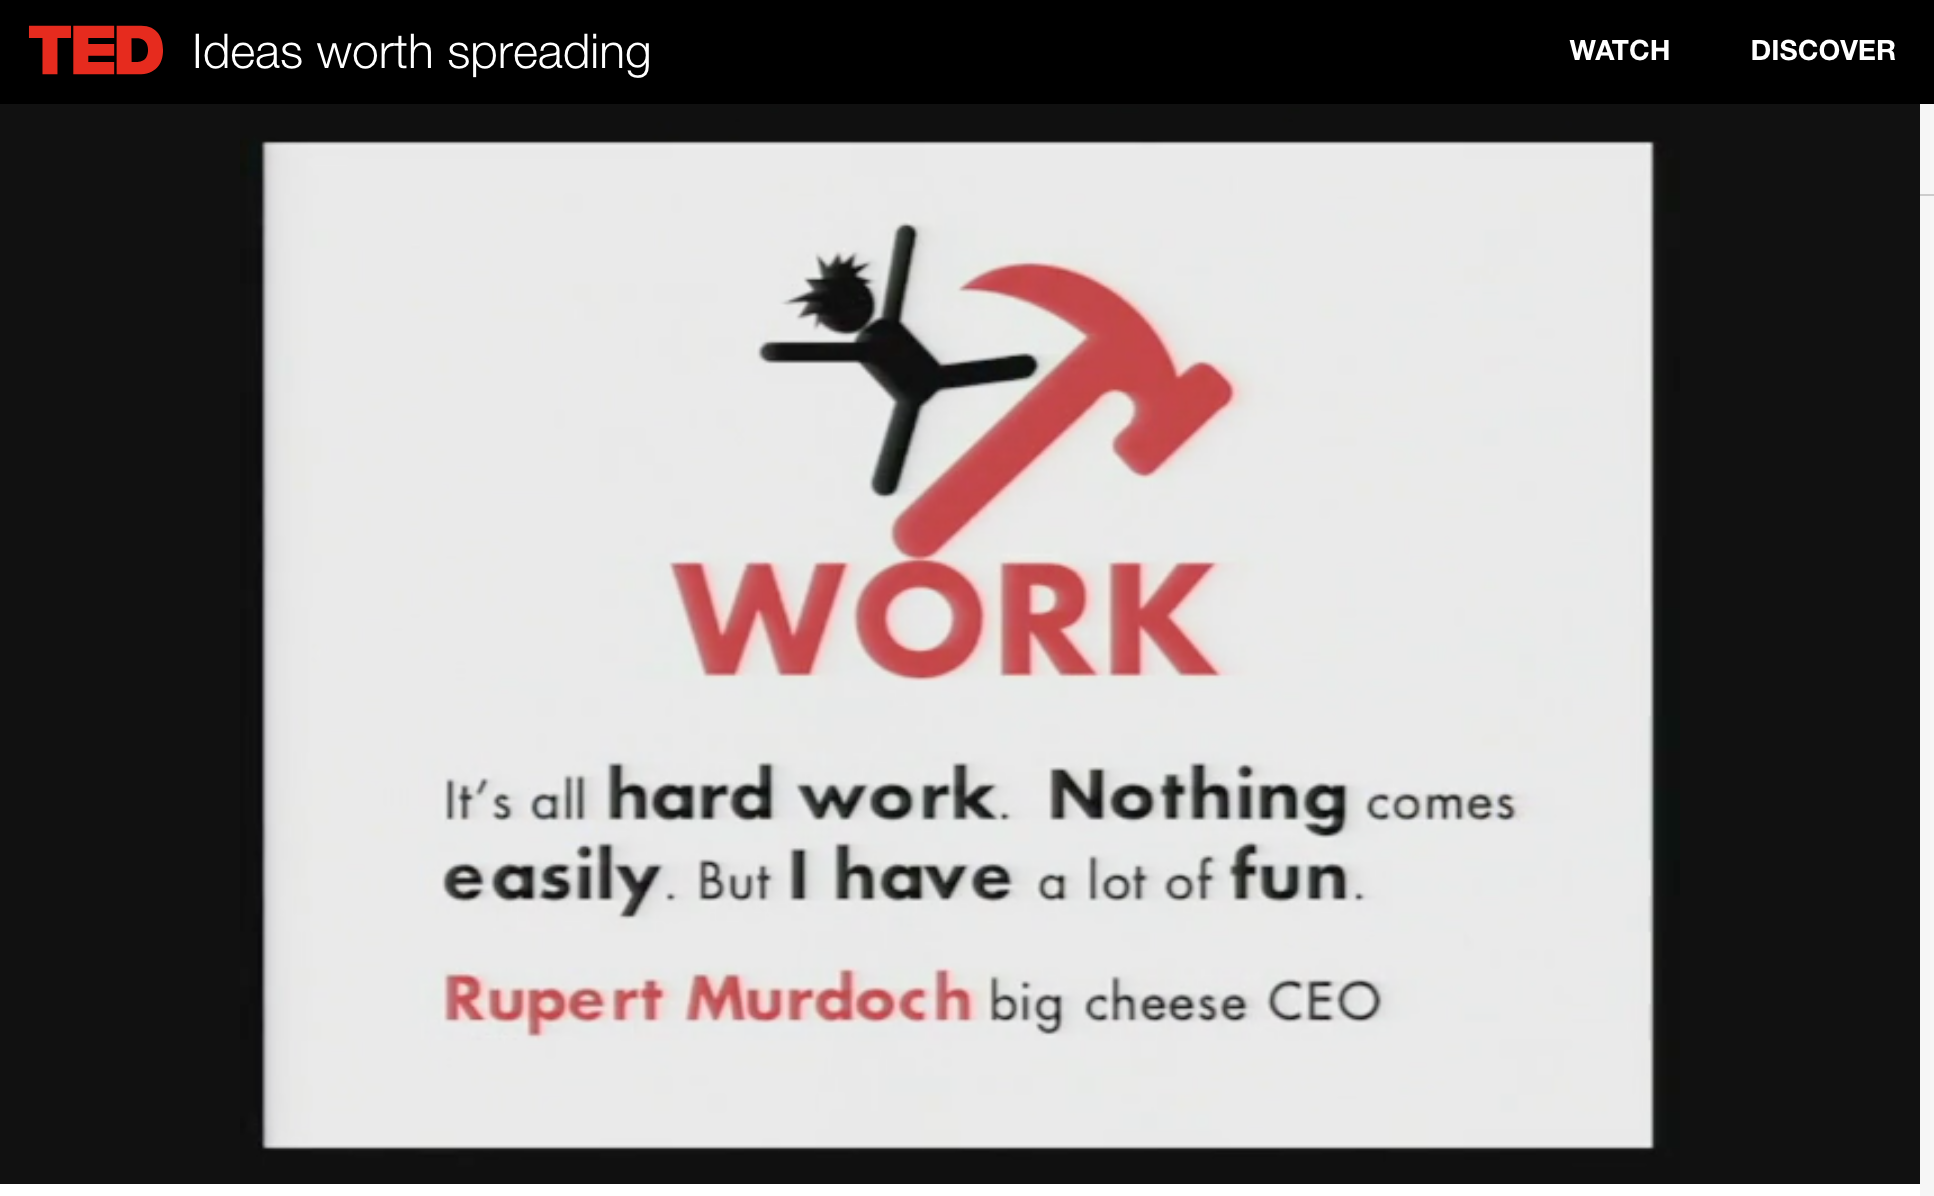 TED Ideas worth spreading WATCH DISCOVER
WORK
It's all hard work. Nothing comes
easily. But I have a lot of fun.
Rupert Murdoch big cheese CEO